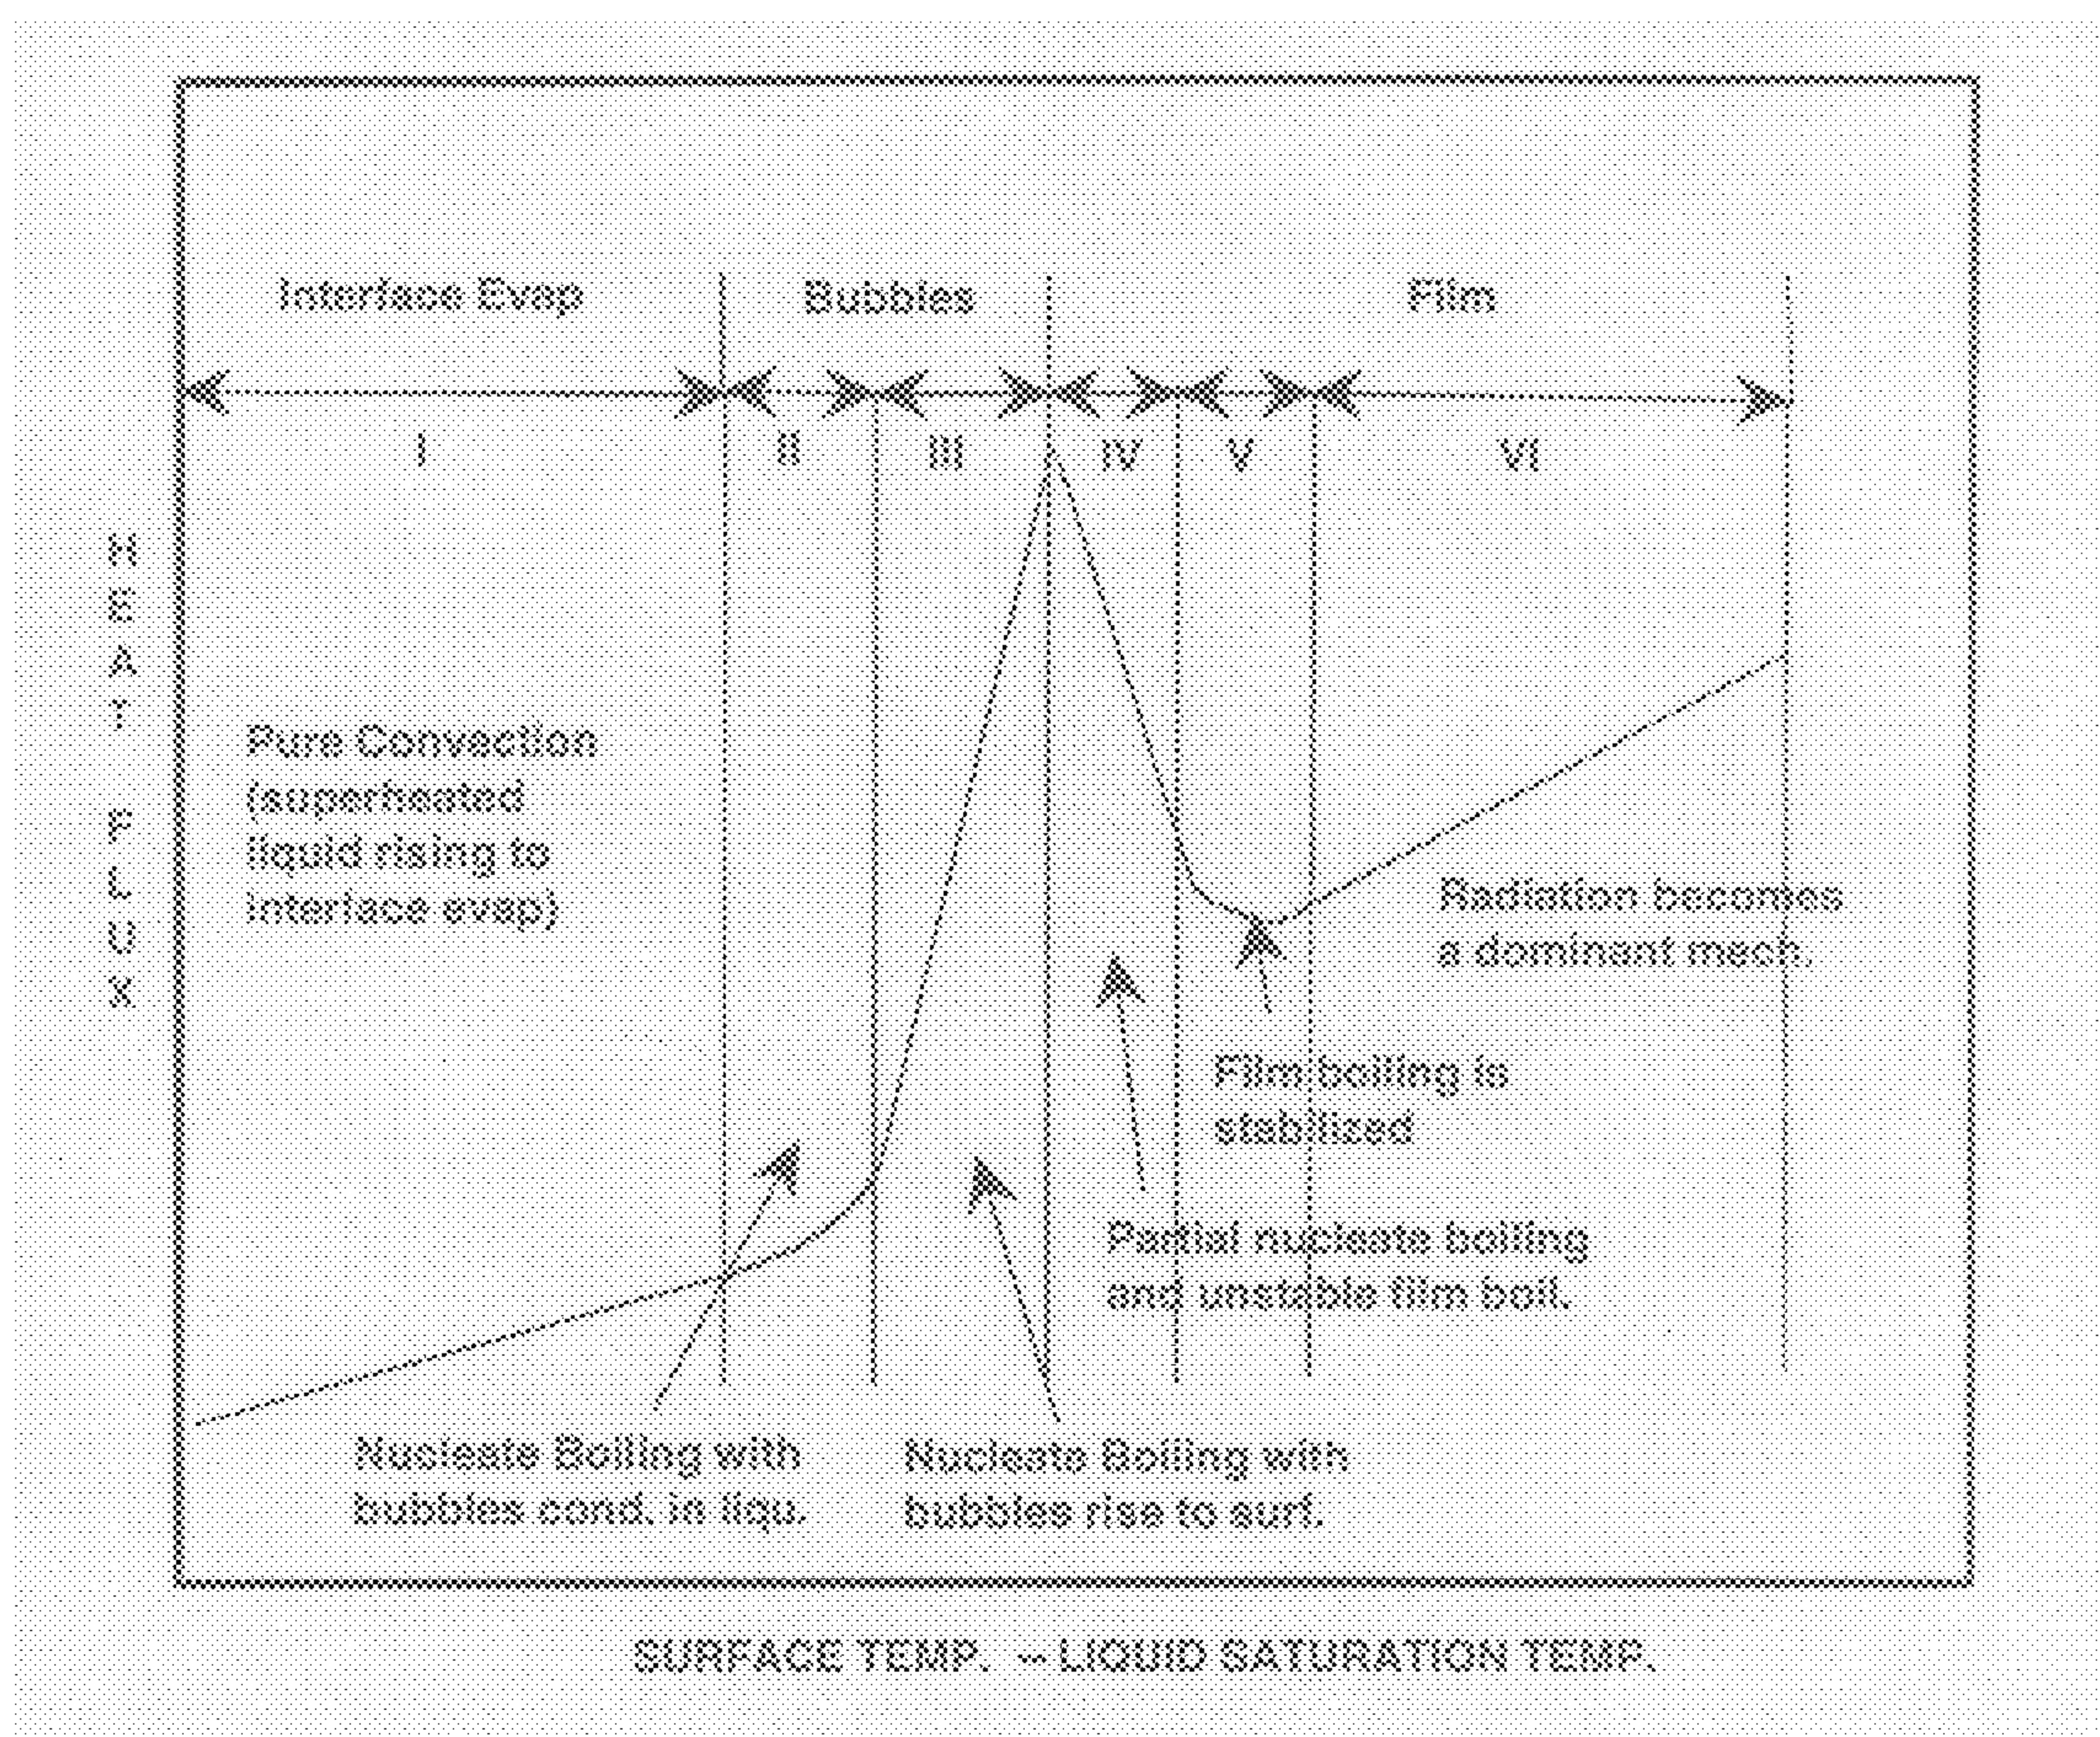 Interface Evap
Bubbles
Film
I
II
III
IV
V
VI
HEAT FLUX
Pure Convection
(superheated
liquid rising to
interface evap)
Radiation becomes
a dominant mech.
Film boiling is
stabilized
Partial nucleate boiling
and unstable film boil.
Nucleate Boiling with
bubbles cond. in liqu.
Nucleate Boiling with
bubbles rise to surf.
SURFACE TEMP. -- LIQUID SATURATION TEMP.